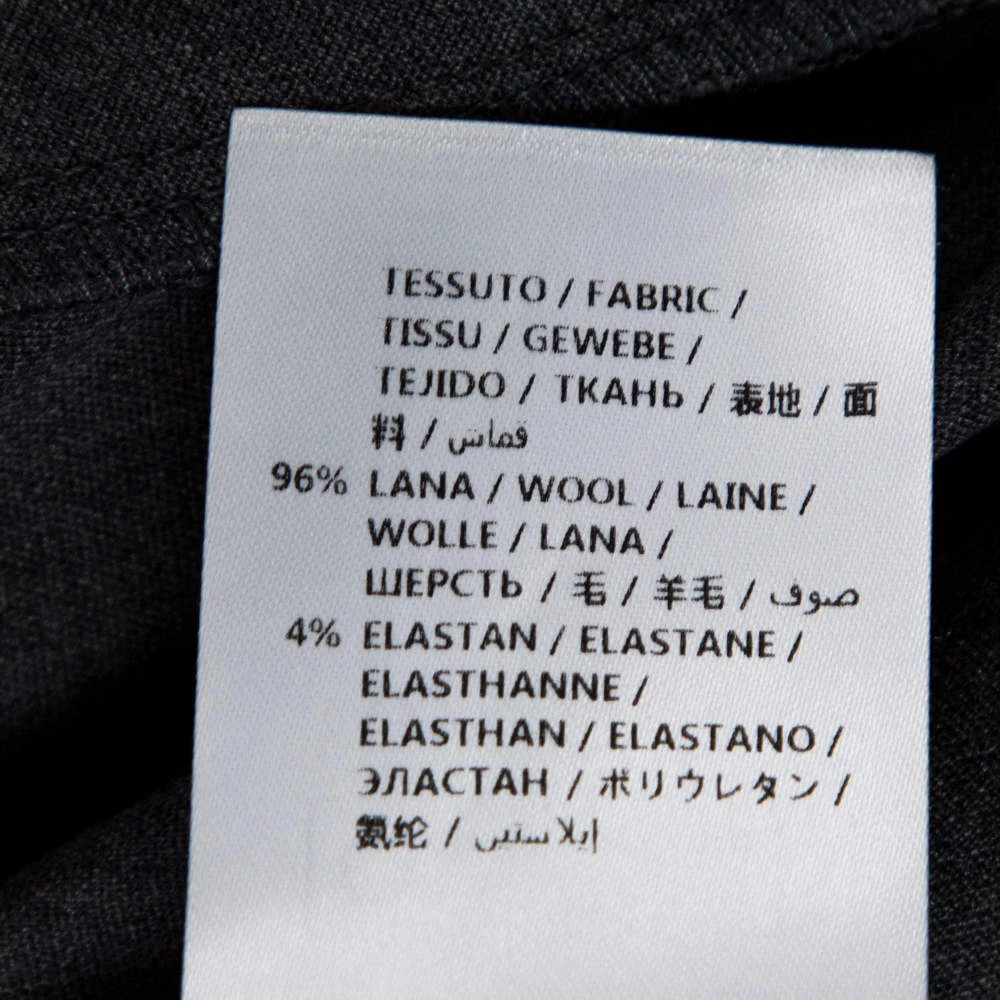 TESSUTO / FABRIC /
TISSU / GEWEBE /
TEJIDO / ТКАНЬ / 表地 / 面
料 / قماش
96% LANA / WOOL / LAINE /
WOLLE / LANA /
ШЕРСТЬ / 毛 / 羊毛 / صوف
4% ELASTAN / ELASTANE /
ELASTHANNE /
ELASTHAN / ELASTANO /
ЭЛАСТАН / ポリウレタン /
氨纶 / إيلاستين